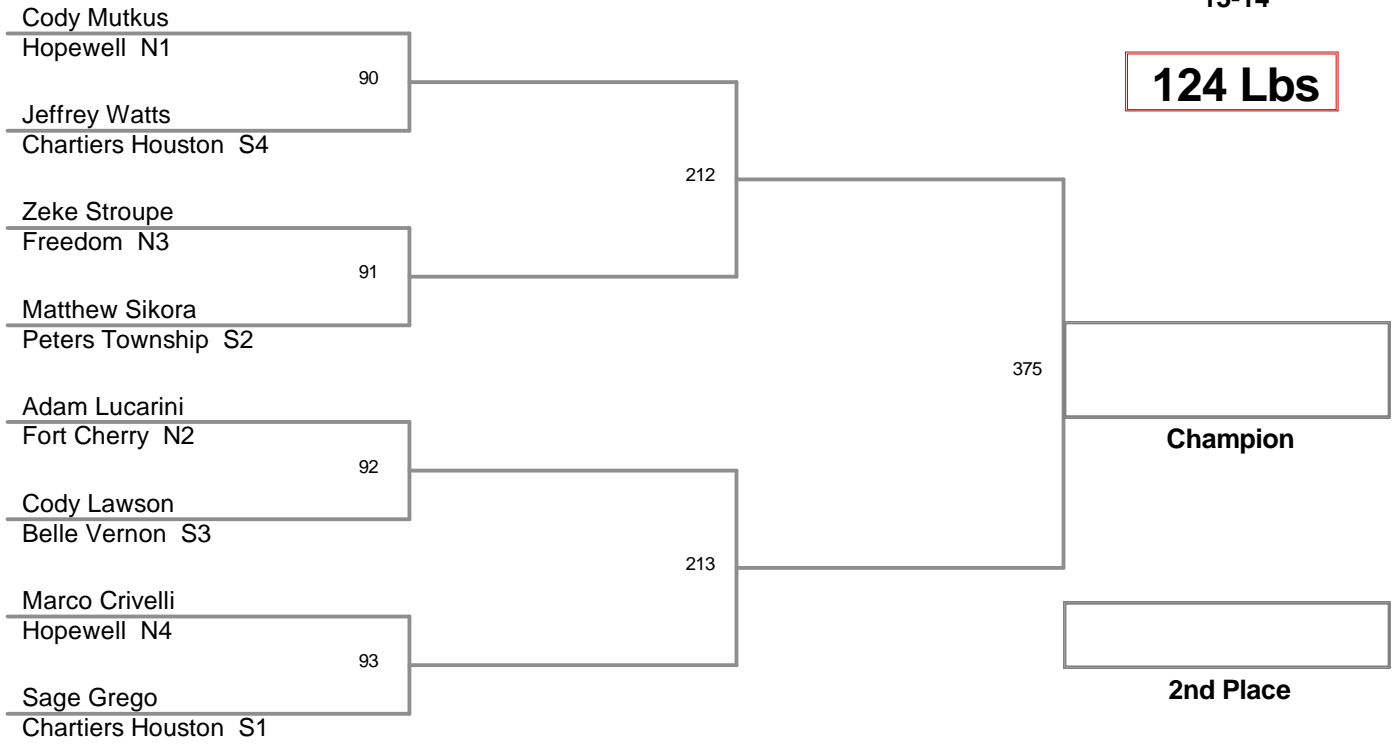 13-14
124 Lbs
Cody Mutkus
Hopewell N1
90
Jeffrey Watts
Chartiers Houston S4
212
Zeke Stroupe
Freedom N3
91
Matthew Sikora
Peters Township S2
375
Champion
Adam Lucarini
Fort Cherry N2
92
Cody Lawson
Belle Vernon S3
213
Marco Crivelli
Hopewell N4
93
Sage Grego
Chartiers Houston S1
2nd Place